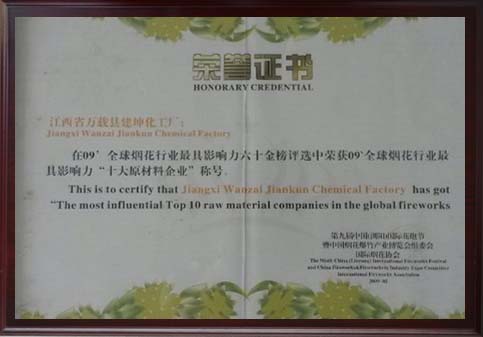 荣誉证书
HONORARY CREDENTIAL
江西省万载县建坤化工厂：
Jiangxi Wanzai Jiankun Chemical Factory
在09’全球烟花行业最具影响力六十金榜评选中荣获09’全球烟花行业最
具影响力“十大原材料企业”称号。
This is to certify that Jiangxi Wanzai Jiankun Chemical Factory has got
“The most influential Top 10 raw material companies in the global fireworks
第九届中国(浏阳)国际花炮节
暨中国烟花爆竹产业博览会组委会
国际烟花协会
The Ninth China (Liuyang) International Fireworks Festival
and China Fireworks&Firecrackers Industry Expo Committee
International Fireworks Association